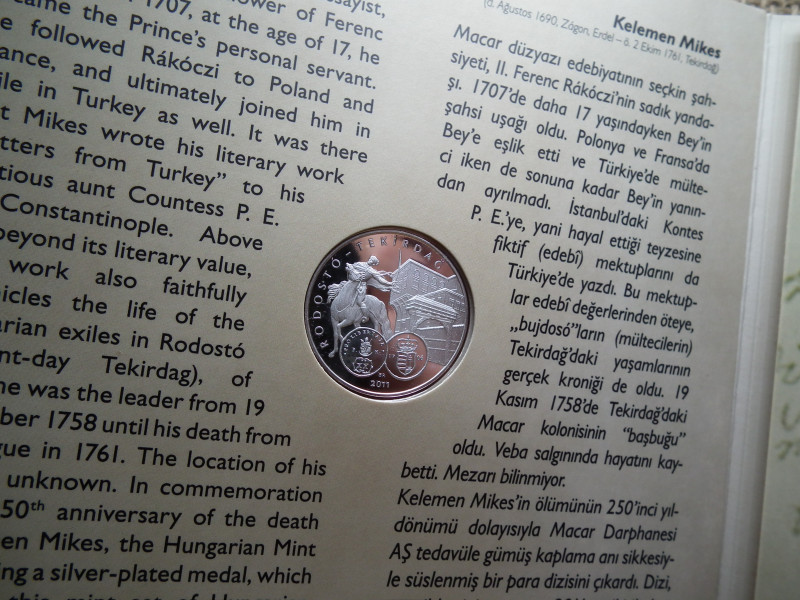 ssayist,
wer of Ferenc
1707, at the age of 17, he
ame the Prince's personal servant.
e followed Rákóczi to Poland and
ance, and ultimately joined him in
ile in Turkey as well. It was there
t Mikes wrote his literary work
tters from Turkey” to his
tious aunt Countess P. E.
Constantinople. Above
beyond its literary value,
work also faithfully
nicles the life of the
arian exiles in Rodostó
nt-day Tekirdag), of
he was the leader from 19
ber 1758 until his death from
gue in 1761. The location of his
unknown. In commemoration
50th anniversary of the death
en Mikes, the Hungarian Mint
ng a silver-plated medal, which
this mint set of Hungari
RODOSTÓ - TEKİRDAĞ
2011
Kelemen Mikes
(d. Ağustos 1690, Zágon, Erdel – ö. 2 Ekim 1761, Tekirdağ)
Macar düzyazı edebiyatının seçkin şah-
siyeti, II. Ferenc Rákóczi'nin sadık yanda-
şı. 1707'de daha 17 yaşındayken Bey'in
şahsi uşağı oldu. Polonya ve Fransa'da
Bey'e eşlik etti ve Türkiye'de mülte-
ci iken de sonuna kadar Bey'in yanın-
dan ayrılmadı. İstanbul'daki Kontes
P. E.'ye, yani hayal ettiği teyzesine
fiktif (edebî) mektuplarını da
Türkiye'de yazdı. Bu mektup-
lar edebî değerlerinden öteye,
„bujdosó”ların (mültecilerin)
Tekirdağ'daki yaşamlarının
gerçek kroniği de oldu. 19
Kasım 1758'de Tekirdağ'daki
Macar kolonisinin “başbuğu”
oldu. Veba salgınında hayatını kay-
betti. Mezarı bilinmiyor.
Kelemen Mikes'in ölümünün 250'inci yıl-
dönümü dolayısıyla Macar Darphanesi
AŞ tedavüle gümüş kaplama anı sikkesiy-
le süslenmiş bir para dizisini çıkardı. Dizi,